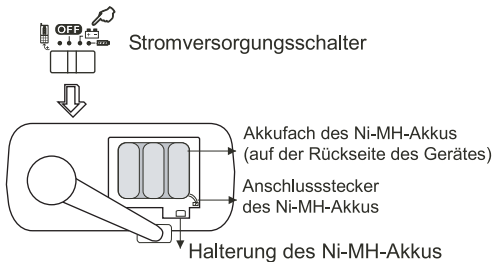 OFF
Stromversorgungsschalter
Akkufach des Ni-MH-Akkus
(auf der Rückseite des Gerätes)
Anschlussstecker
des Ni-MH-Akkus
Halterung des Ni-MH-Akkus